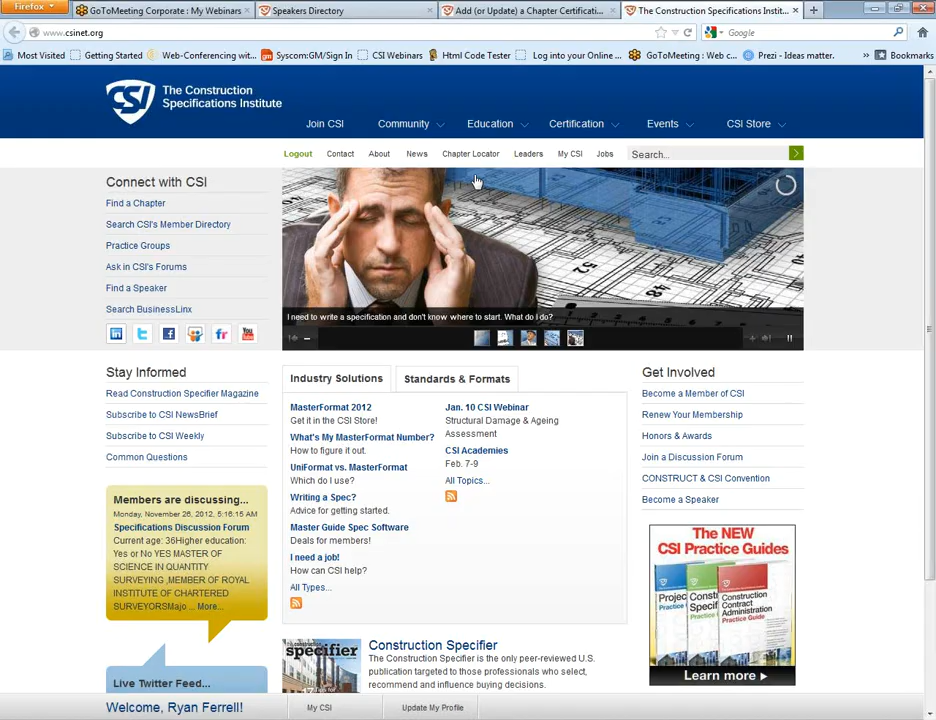 Firefox
GoToMeeting Corporate : My Webinars
Speakers Directory
Add (or Update) a Chapter Certificati...
The Construction Specifications Instit...
www.csinet.org
Google
Most Visited
Getting Started
Web-Conferencing wit...
Syscom:GM/Sign In
CSI Webinars
Html Code Tester
Log into your Online ...
GoToMeeting : Web c...
Prezi - Ideas matter.
»
Bookmarks
CSI
The Construction
Specifications Institute
Join CSI
Community
Education
Certification
Events
CSI Store
Logout
Contact
About
News
Chapter Locator
Leaders
My CSI
Jobs
Search...
Connect with CSI
Find a Chapter
Search CSI's Member Directory
Practice Groups
Ask in CSI's Forums
Find a Speaker
Search BusinessLinx
I need to write a specification and don't know where to start. What do I do?
Stay Informed
Read Construction Specifier Magazine
Subscribe to CSI NewsBrief
Subscribe to CSI Weekly
Common Questions
Members are discussing...
Monday, November 26, 2012, 5:16:15 AM
Specifications Discussion Forum
Current age: 36Higher education:
Yes or No YES MASTER OF
SCIENCE IN QUANTITY
SURVEYING ,MEMBER OF ROYAL
INSTITUTE OF CHARTERED
SURVEYORSMajo ... More...
Live Twitter Feed...
Industry Solutions
Standards & Formats
MasterFormat 2012
Get it in the CSI Store!
What's My MasterFormat Number?
How to figure it out.
UniFormat vs. MasterFormat
Which do I use?
Writing a Spec?
Advice for getting started.
Master Guide Spec Software
Deals for members!
I need a job!
How can CSI help?
All Types...
Jan. 10 CSI Webinar
Structural Damage & Ageing
Assessment
CSI Academies
Feb. 7-9
All Topics...
specifier
Construction Specifier
The Construction Specifier is the only peer-reviewed U.S.
publication targeted to those professionals who select,
recommend and influence buying decisions.
Get Involved
Become a Member of CSI
Renew Your Membership
Honors & Awards
Join a Discussion Forum
CONSTRUCT & CSI Convention
Become a Speaker
The NEW
CSI Practice Guides
Construction
Contract
Administration
Practice Guide
Learn more
Welcome, Ryan Ferrell!
My CSI
Update My Profile